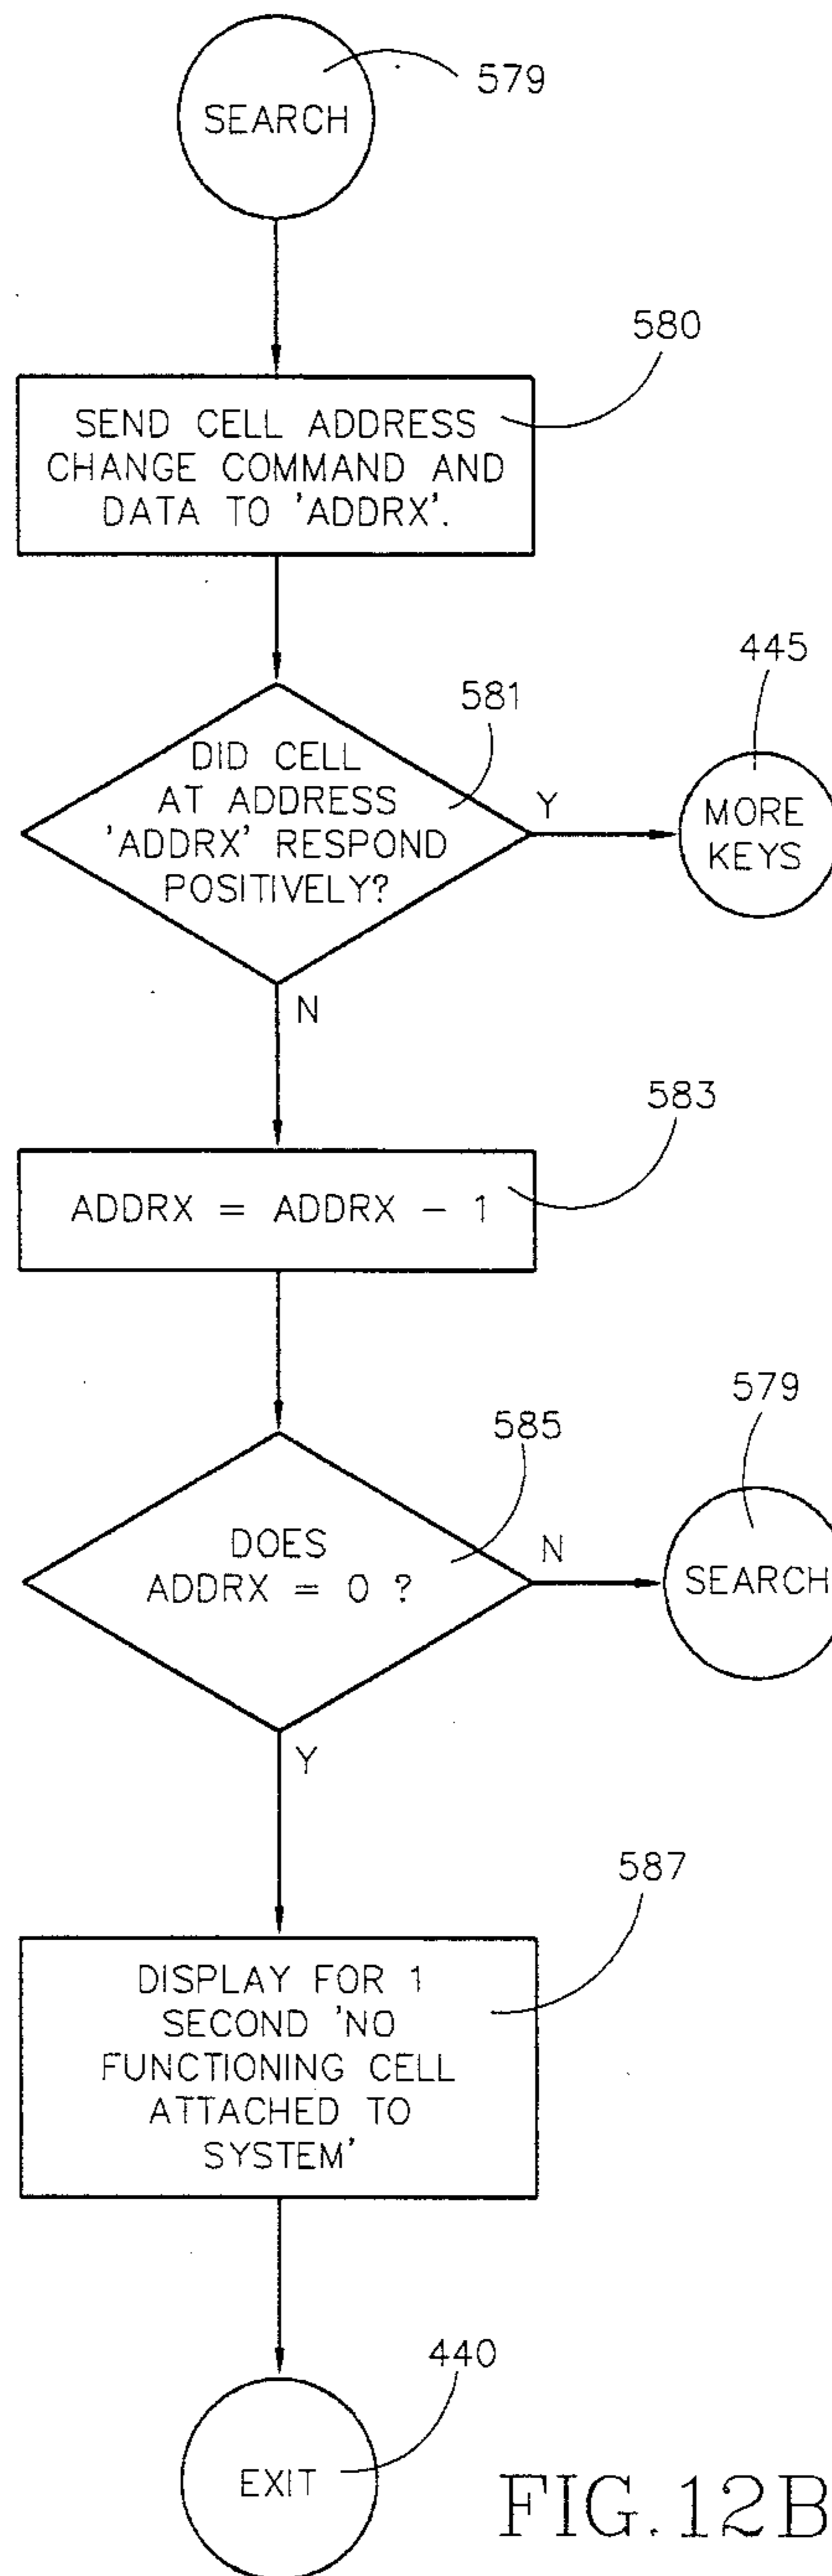 579
SEARCH
580
SEND CELL ADDRESS
CHANGE COMMAND AND
DATA TO 'ADDRX'.
581
DID CELL
AT ADDRESS
'ADDRX' RESPOND
POSITIVELY?
Y
445
MORE
KEYS
N
583
ADDRX = ADDRX - 1
585
DOES
ADDRX = 0 ?
N
579
SEARCH
Y
587
DISPLAY FOR 1
SECOND 'NO
FUNCTIONING CELL
ATTACHED TO
SYSTEM'
440
EXIT
FIG.12B